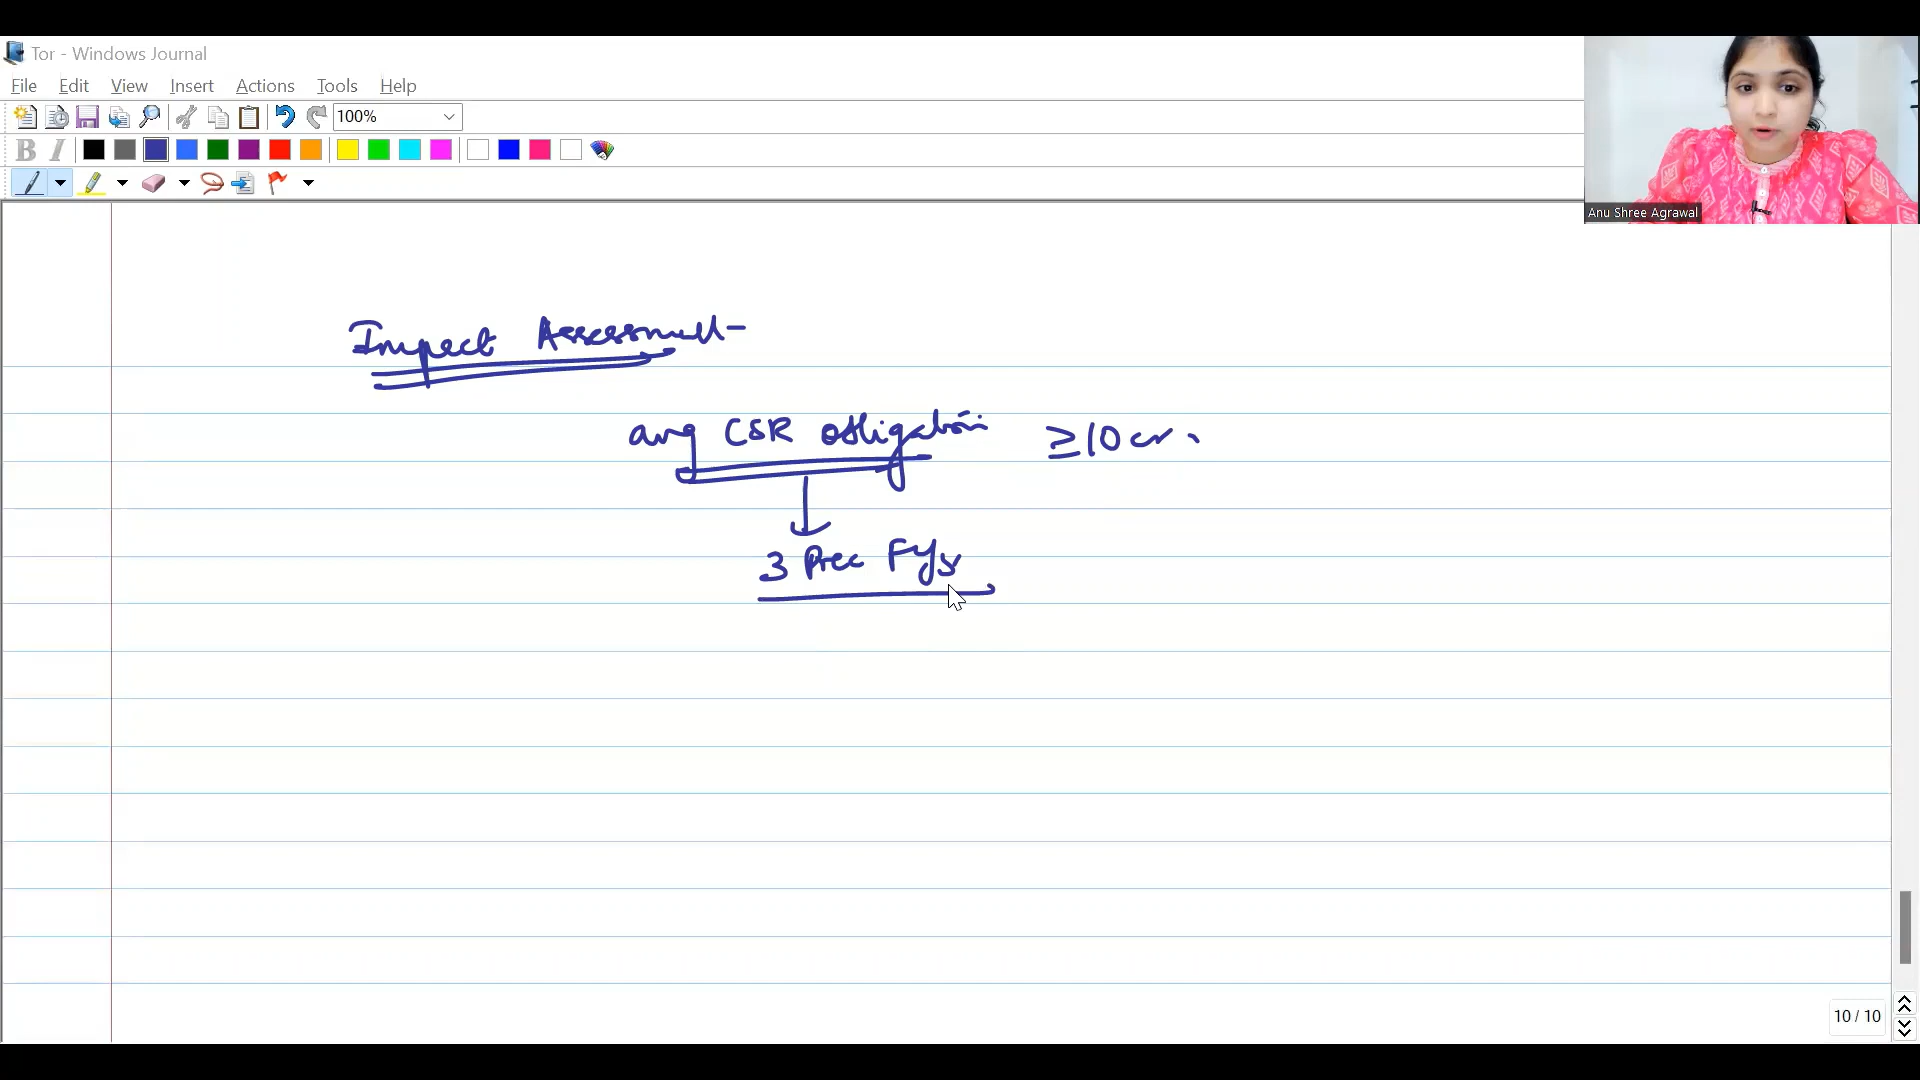 Tor - Windows Journal
File Edit View Insert Actions Tools Help
100%
B I
Anu Shree Agrawal
Impact Assessment
avg CSR obligation ≥10 cr.
3 Prec FYs
10 / 10